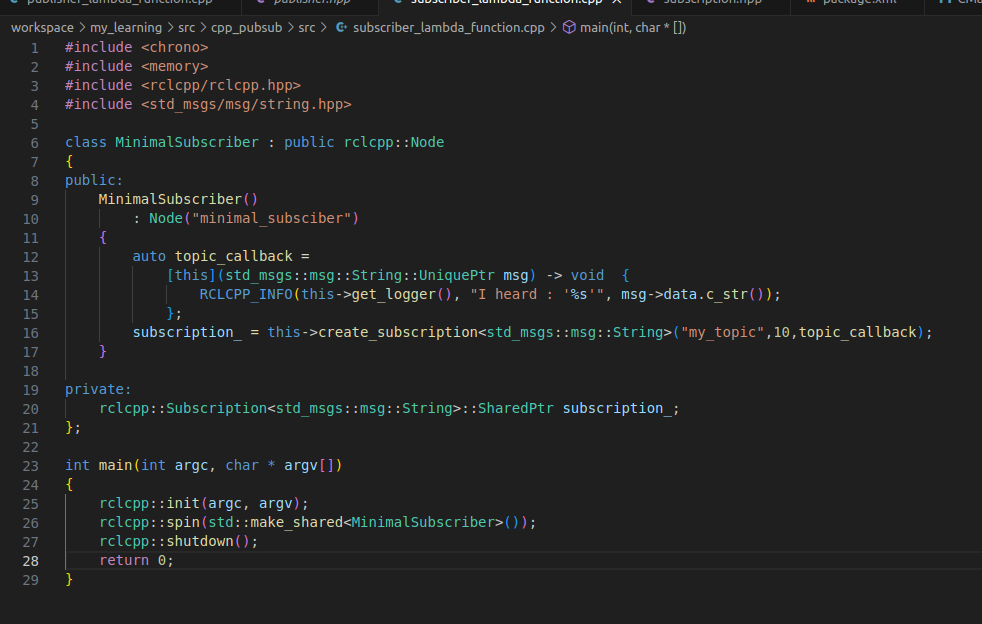 publisher_lambda_function.cpp publisher.hpp subscriber_lambda_function.cpp subscription.hpp package.xml
workspace > my_learning > src > cpp_pubsub > src > subscriber_lambda_function.cpp > main(int, char * [])
1 #include <chrono>
2 #include <memory>
3 #include <rclcpp/rclcpp.hpp>
4 #include <std_msgs/msg/string.hpp>
5
6 class MinimalSubscriber : public rclcpp::Node
7 {
8 public:
9 MinimalSubscriber()
10 : Node("minimal_subsciber")
11 {
12 auto topic_callback =
13 [this](std_msgs::msg::String::UniquePtr msg) -> void  {
14 RCLCPP_INFO(this->get_logger(), "I heard : '%s'", msg->data.c_str());
15 };
16 subscription_ = this->create_subscription<std_msgs::msg::String>("my_topic",10,topic_callback);
17 }
18
19 private:
20 rclcpp::Subscription<std_msgs::msg::String>::SharedPtr subscription_;
21 };
22
23 int main(int argc, char * argv[])
24 {
25 rclcpp::init(argc, argv);
26 rclcpp::spin(std::make_shared<MinimalSubscriber>());
27 rclcpp::shutdown();
28 return 0;
29 }